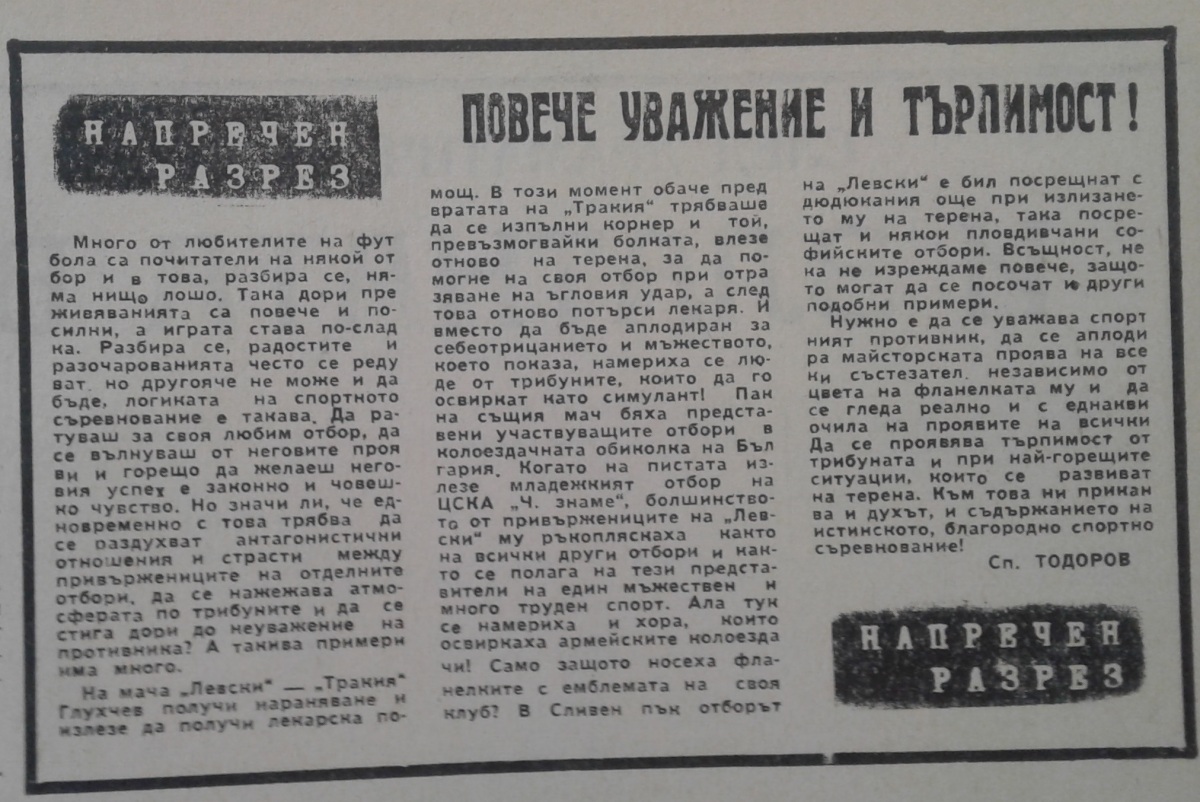 НАПРЕЧЕН
РАЗРЕЗ
ПОВЕЧЕ УВАЖЕНИЕ И ТЪРПИМОСТ!
Много от любителите на фут
бола са почитатели на някой от
бор и в това, разбира се, ня-
ма нищо лошо. Така дори пре
живяванията са повече и по-
силни, а играта става по-слад
ка. Разбира се, радостите и
разочарованията често се реду
ват. но другояче не може и да
бъде, логиката на спортното
съревнование е такава. Да ра-
туваш за своя любим отбор, да
се вълнуваш от неговите проя
ви и горещо да желаеш него-
вия успех е законно и човеш-
ко чувство. Но значи ли, че ед-
новременно с това трябва да
се раздухват антагонистични
отношения и страсти между
привържениците на отделните
отбори, да се нажежава атмо-
сферата по трибуните и да се
стига дори до неуважение на
противника? А такива примери
има много.
На мача „Левски“ — „Тракия“
Глухчев получи нараняване и
излезе да получи лекарска по-
мощ. В този момент обаче пред
вратата на „Тракия“ трябваше
да се изпълни корнер и той,
превъзмогвайки болката, влезе
отново на терена, за да по-
могне на своя отбор при отра
зяване на ъгловия удар, а след
това отново потърси лекаря. И
вместо да бъде аплодиран за
себеотрицанието и мъжеството,
което показа, намериха се лю-
де от трибуните, които да го
освиркат като симулант! Пак
на същия мач бяха предста-
вени участвуващите отбори в
колоездачната обиколка на Бъл
гария. Когато на пистата из-
лезе младежкият отбор на
ЦСКА „Ч. знаме“, болшинство-
то от привържениците на „Лев-
ски“ му ръкопляскаха както
на всички други отбори и как-
то се полага на тези предста-
вители на един мъжествен и
много труден спорт. Ала тук
се намериха и хора, които
освиркаха армейските колоезда
чи! Само защото носеха фла-
нелките с емблемата на своя
клуб? В Сливен пък отборът
на „Левски“ е бил посрещнат с
дюдюкания още при излизане-
то му на терена, така посре-
щат и някои пловдивчани со-
фийските отбори. Всъщност, не
ка не изреждаме повече, защо-
то могат да се посочат и други
подобни примери.
Нужно е да се уважава спорт
ният противник, да се аплоди
ра майсторската проява на все
ки състезател. независимо от
цвета на фланелката му и да
се гледа реално и с еднакви
очила на проявите на всички
Да се проявява търпимост от
трибуната и при най-горещите
ситуации, които се развиват
на терена. Към това ни прикан
ва и духът, и съдържанието на
истинското, благородно спортно
съревнование!
Сп. ТОДОРОВ
НАПРЕЧЕН
РАЗРЕЗ